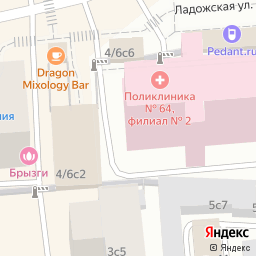 Ладожская ул.
4/6с6
Pedant.ru
Dragon
Mixology Bar
Поликлиника
№ 64,
филиал № 2
Брызги
4/6с2
5с7
3с5
Яндекс